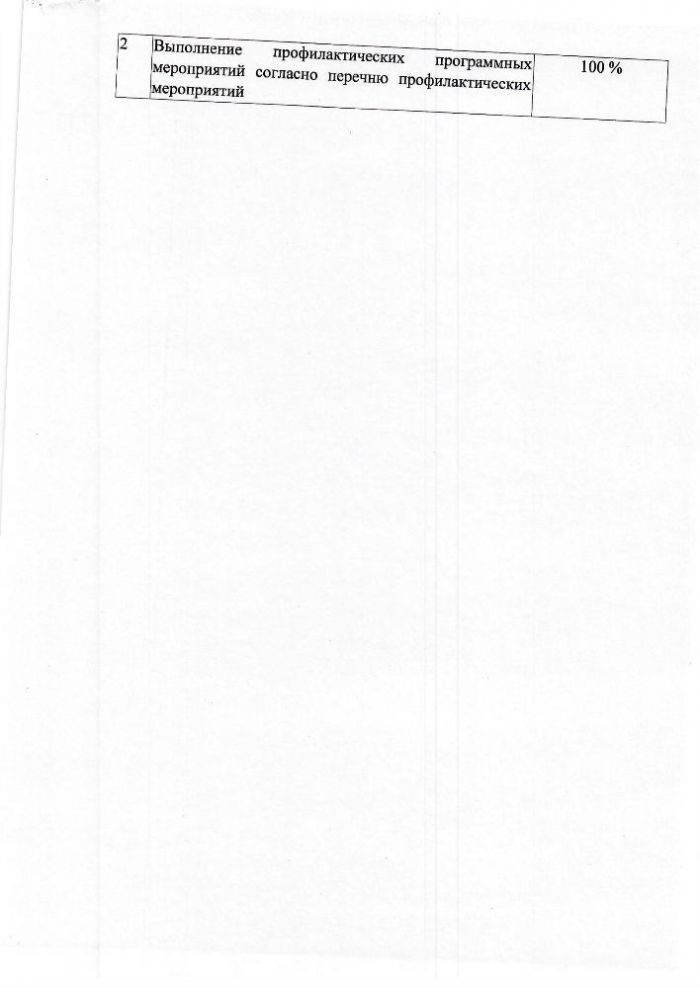 2 Выполнение профилактических программных 100 %
мероприятий согласно перечню профилактических
мероприятий